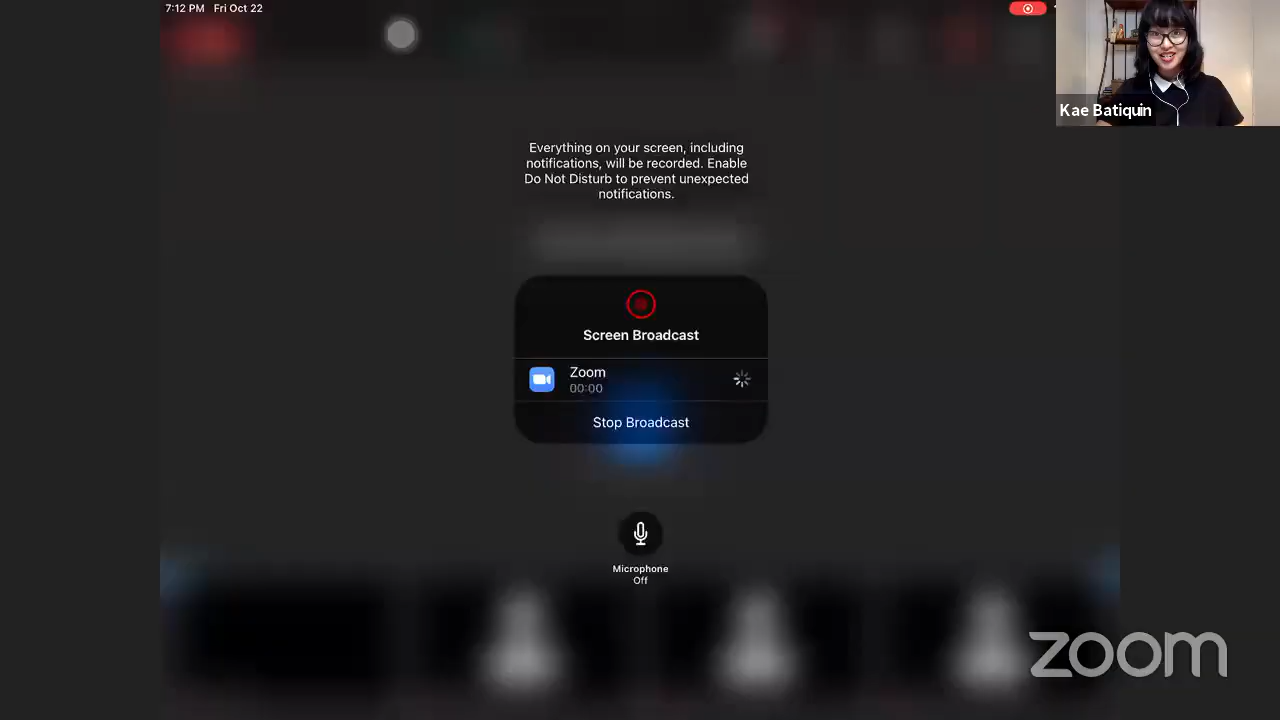 7:12 PM Fri Oct 22
Kae Batiquin
Everything on your screen, including
notifications, will be recorded. Enable
Do Not Disturb to prevent unexpected
notifications.
Screen Broadcast
Zoom
00:00
Stop Broadcast
Microphone
Off
zoom